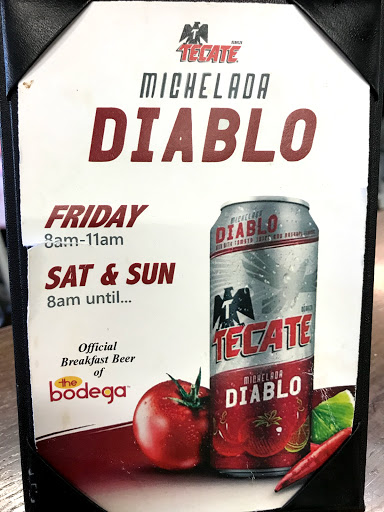 TECATE
MICHELADA
DIABLO
FRIDAY
8am-11am
SAT & SUN
8am until...
Official
Breakfast Beer
of
the
bodega
MICHELADA
DIABLO
TECATE
MICHELADA
DIABLO